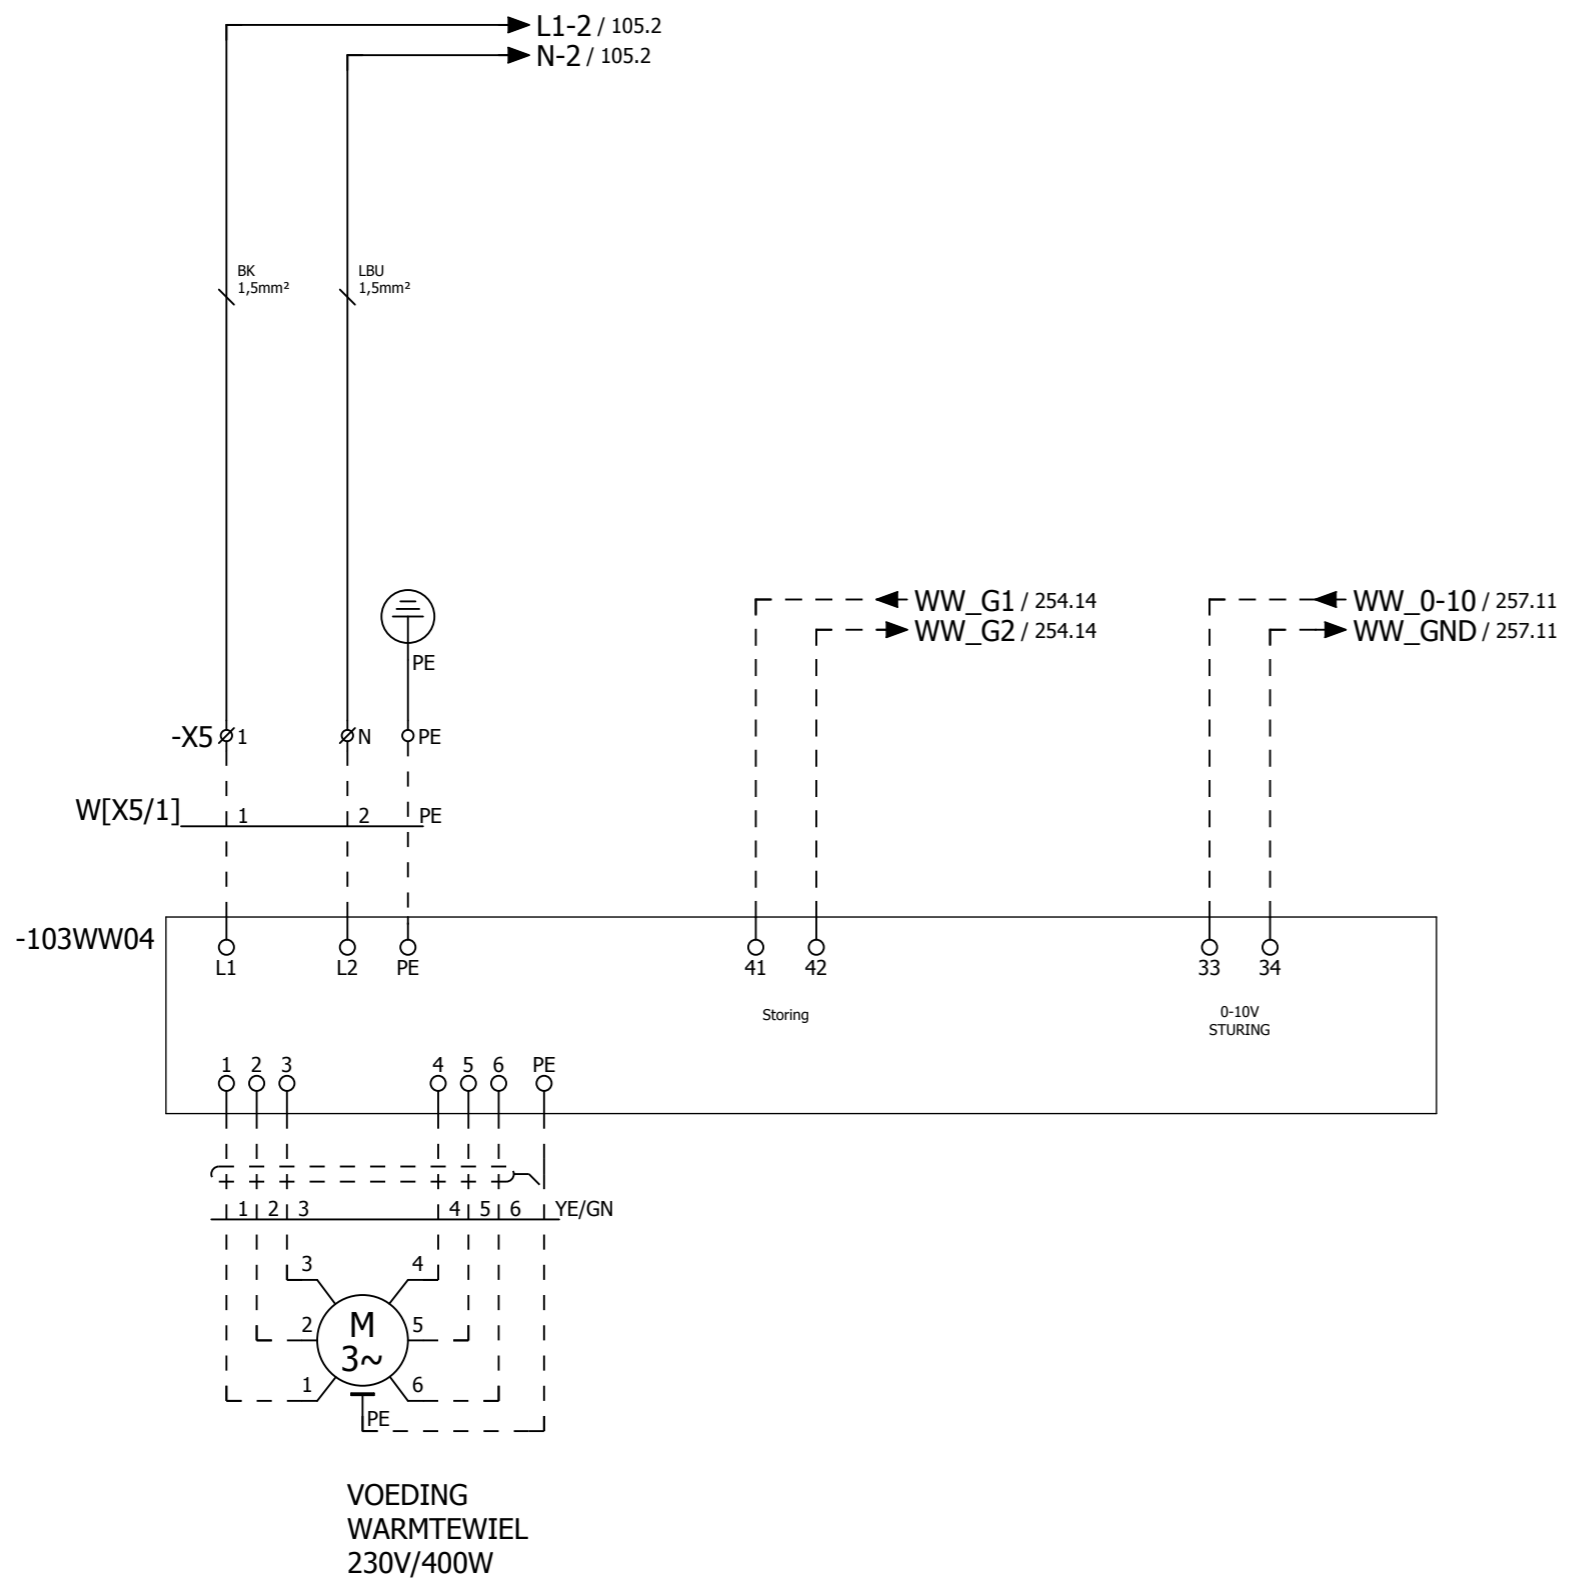 L1-2 / 105.2
N-2 / 105.2
BK
1,5mm²
LBU
1,5mm²
WW_G1 / 254.14
WW_G2 / 254.14
WW_0-10 / 257.11
WW_GND / 257.11
PE
-X5 1 N PE
W[X5/1] 1 2 PE
-103WW04
L1 L2 PE 41 42 33 34
Storing
0-10V
STURING
1 2 3 4 5 6 PE
1 2 3 4 5 6 YE/GN
3 4
2 M 5
3~
1 6
PE
VOEDING
WARMTEWIEL
230V/400W